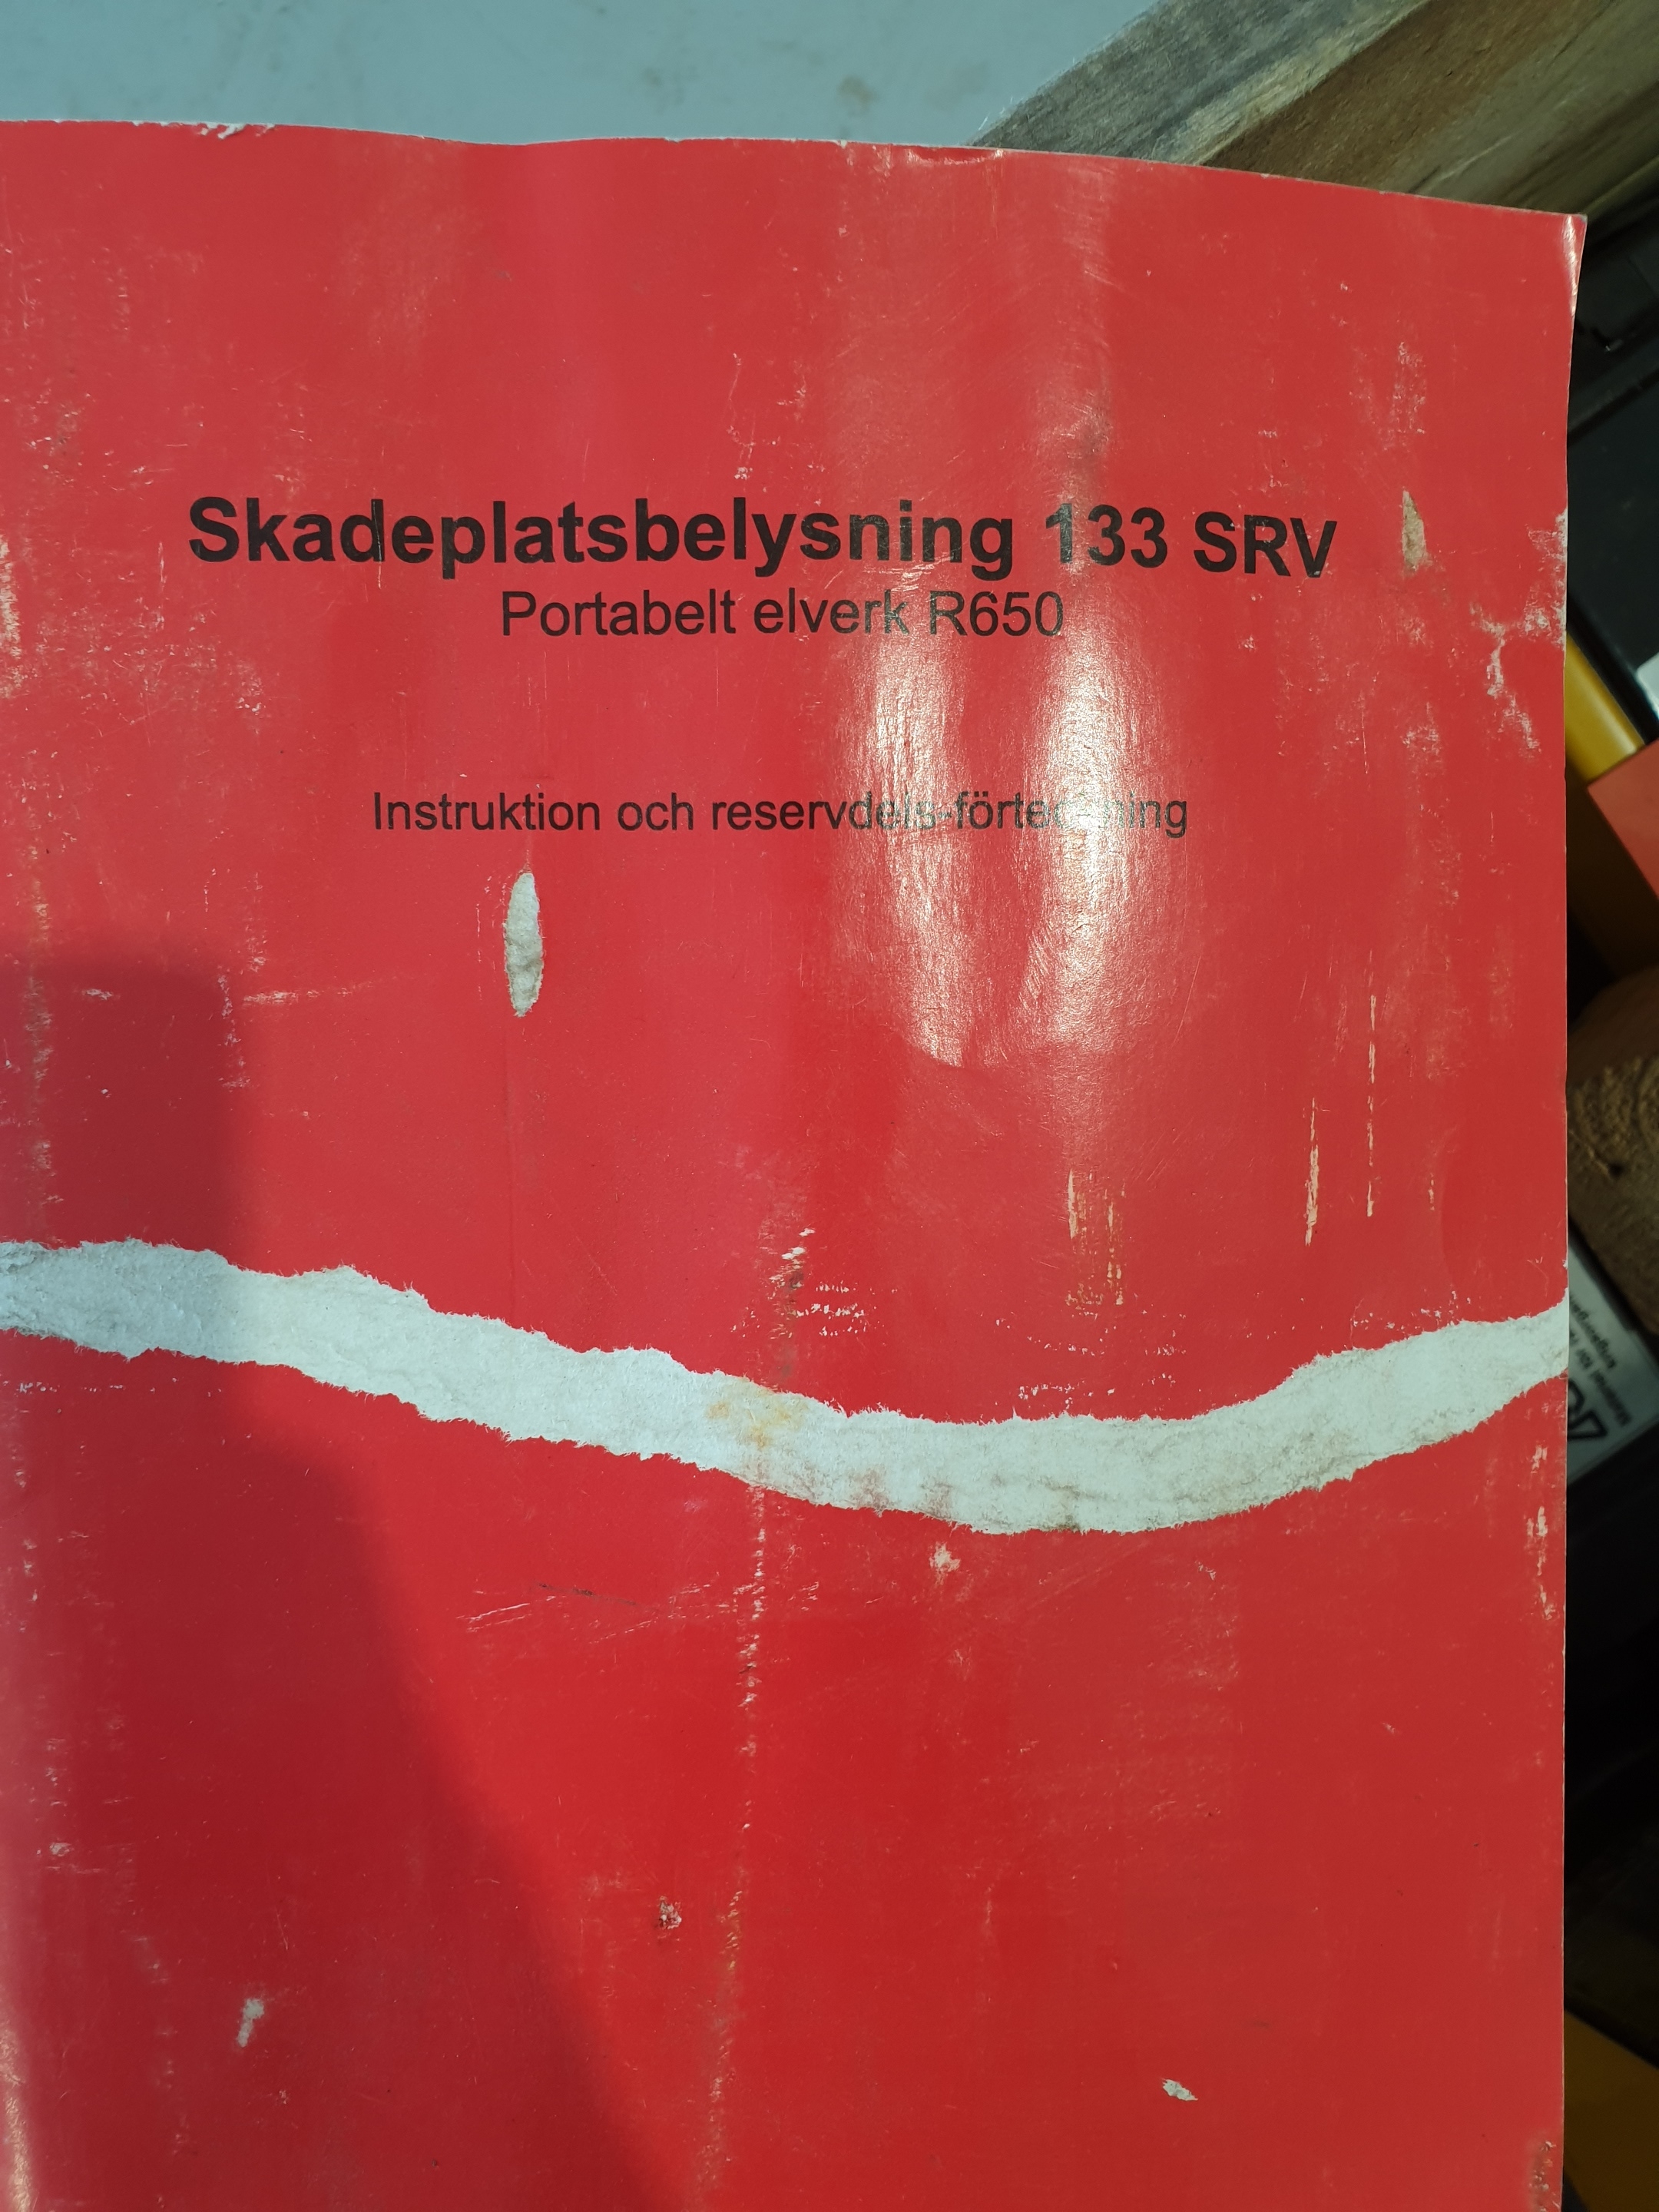 Skadeplatsbelysning 133 SRV
Portabelt elverk R650
Instruktion och reservdels-förteckning